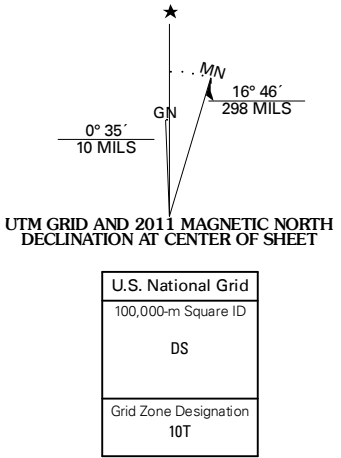 MN
16° 46´
298 MILS
GN
0° 35´
10 MILS
UTM GRID AND 2011 MAGNETIC NORTH
DECLINATION AT CENTER OF SHEET
U.S. National Grid
100,000-m Square ID
DS
Grid Zone Designation
10T